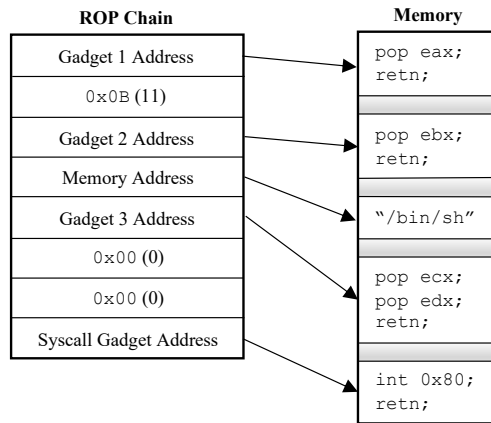 ROP Chain
Gadget 1 Address
0x0B (11)
Gadget 2 Address
Memory Address
Gadget 3 Address
0x00 (0)
0x00 (0)
Syscall Gadget Address
Memory
pop eax;
retn;
pop ebx;
retn;
“/bin/sh”
pop ecx;
pop edx;
retn;
int 0x80;
retn;